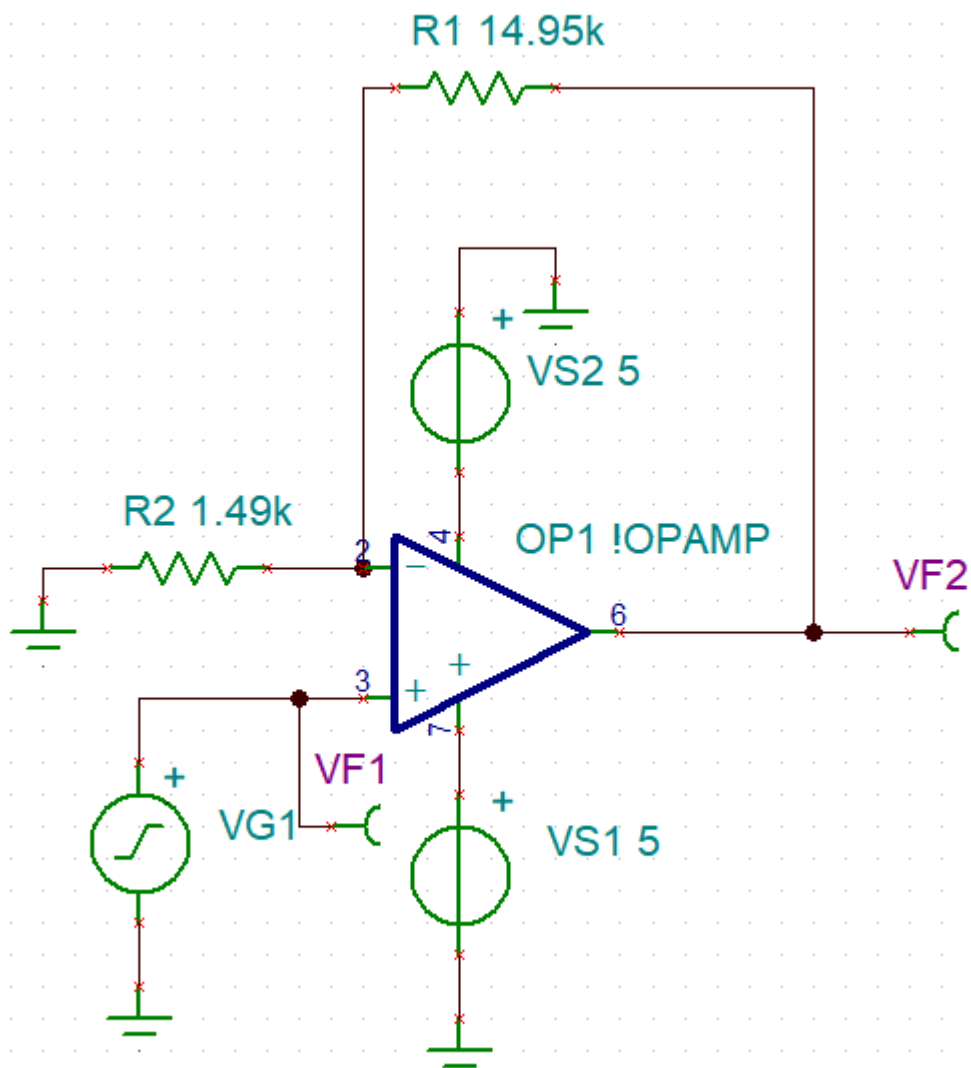 R1 14.95k
+
VS2 5
R2 1.49k
4
OP1 !OPAMP
2
−
VF2
6
+
3
+
7
VF1
+
VG1
+
VS1 5